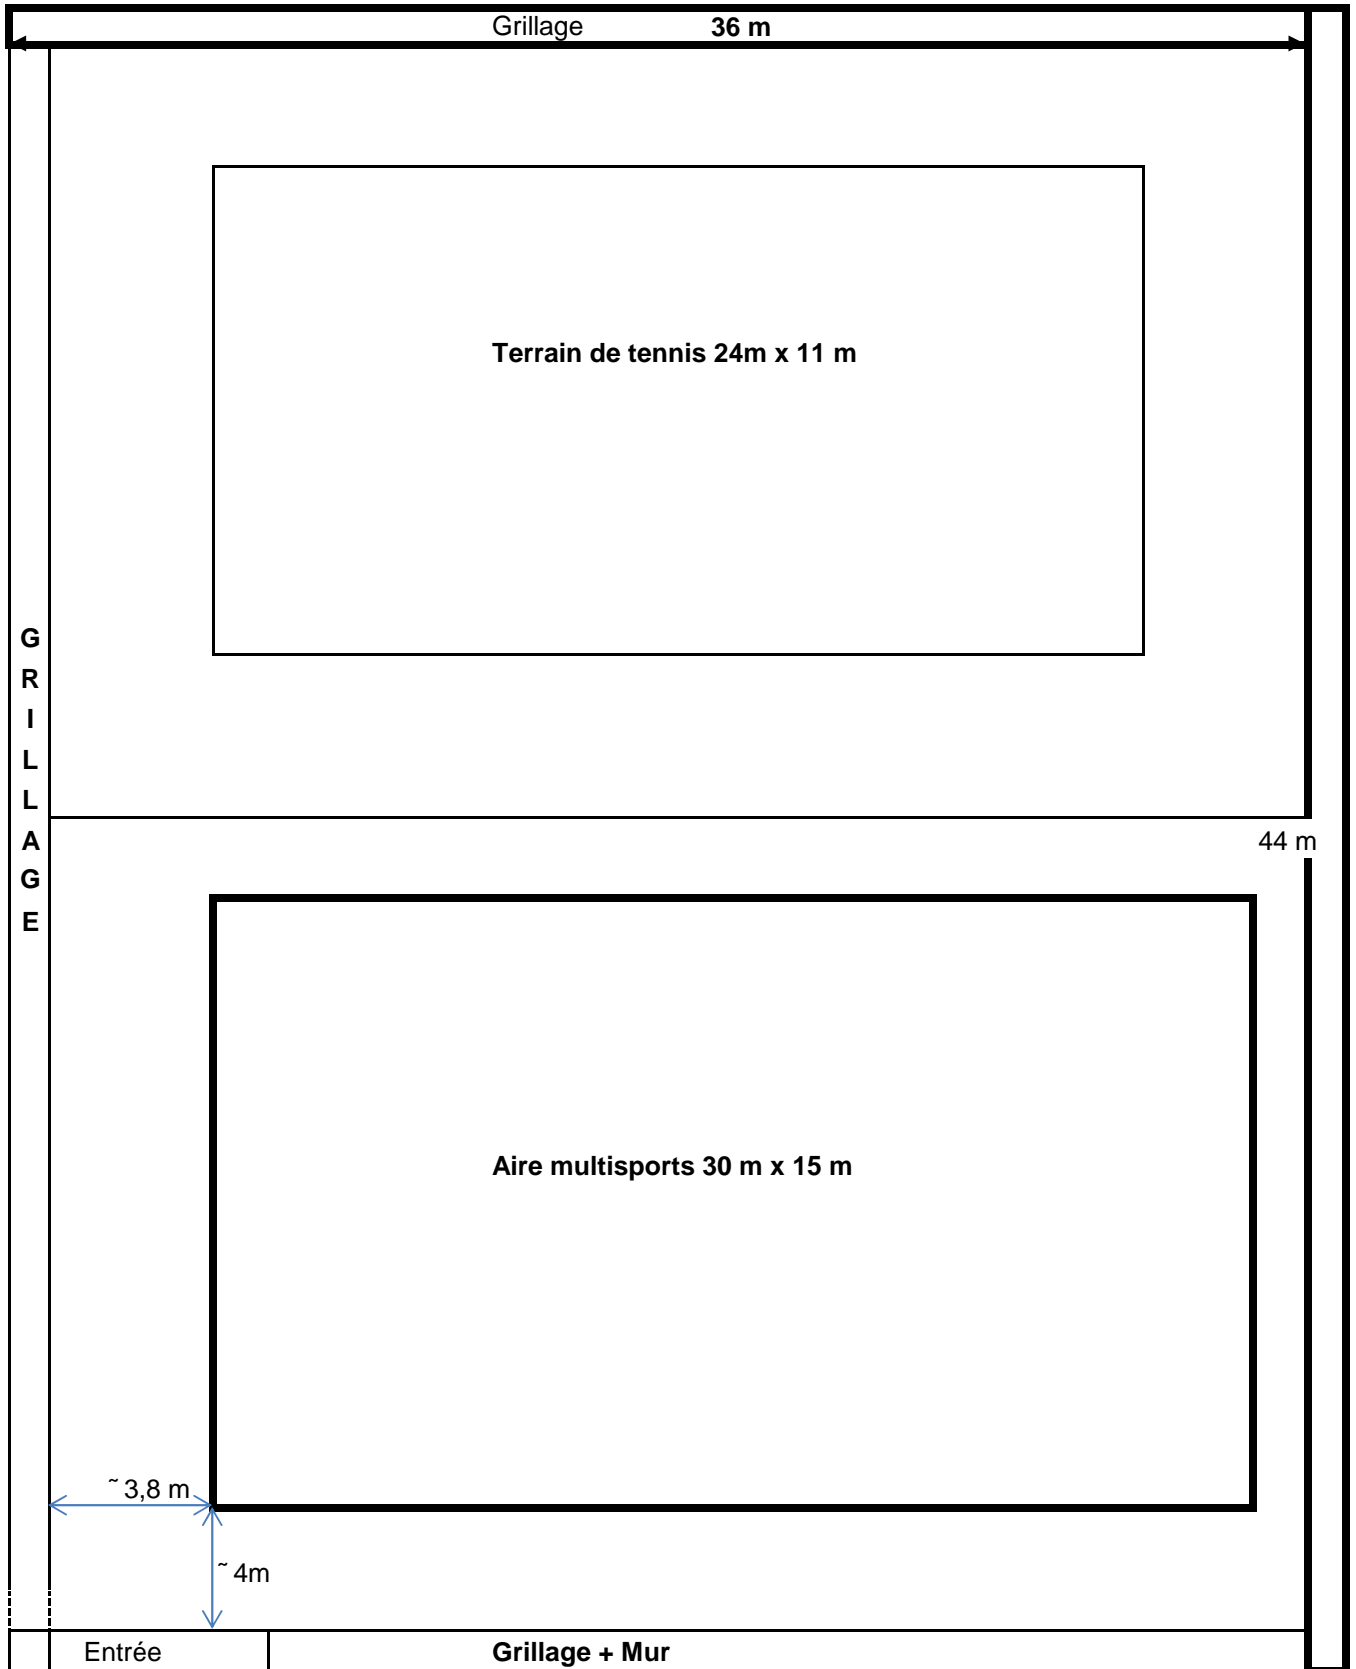 Grillage 36 m
Terrain de tennis 24m x 11 m
G
R
I
L
L
A
G
E
44 m
Aire multisports 30 m x 15 m
˜ 3,8 m
˜ 4m
Entrée Grillage + Mur